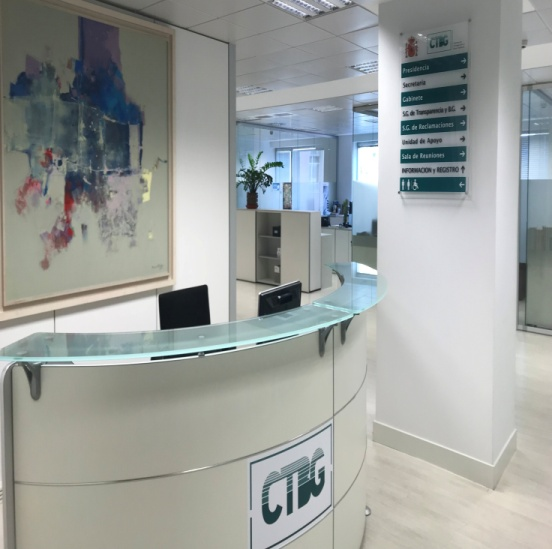 CTBG
Presidencia
Secretaría
Gabinete
S.G. de Transparencia y B.G.
S.G. de Reclamaciones
Unidad de Apoyo
Sala de Reuniones
INFORMACIÓN y REGISTRO
CTBG